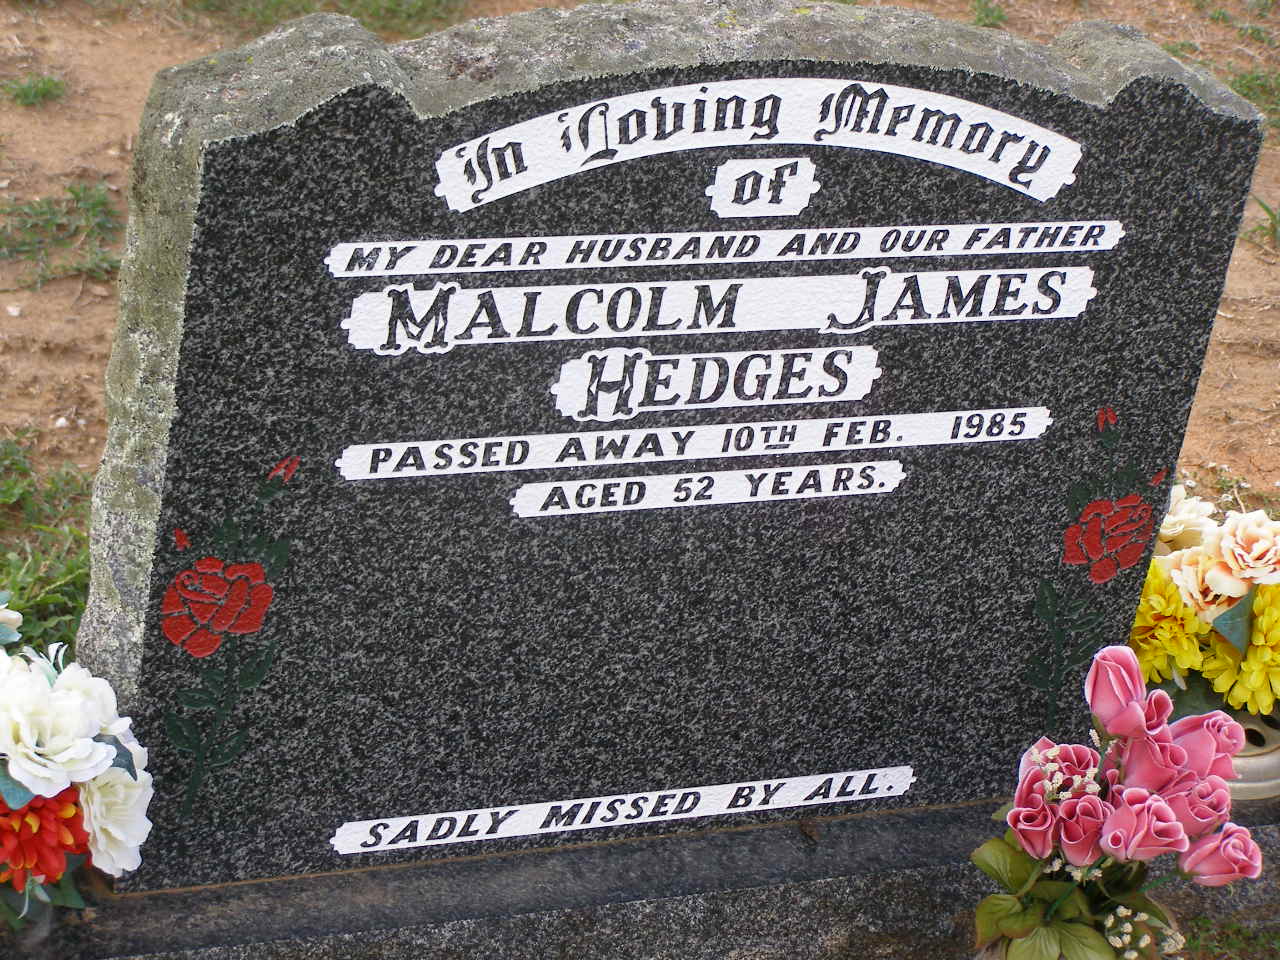 In Loving Memory
of
MY DEAR HUSBAND AND OUR FATHER
MALCOLM JAMES
HEDGES
PASSED AWAY 10TH FEB. 1985
AGED 52 YEARS.
SADLY MISSED BY ALL.